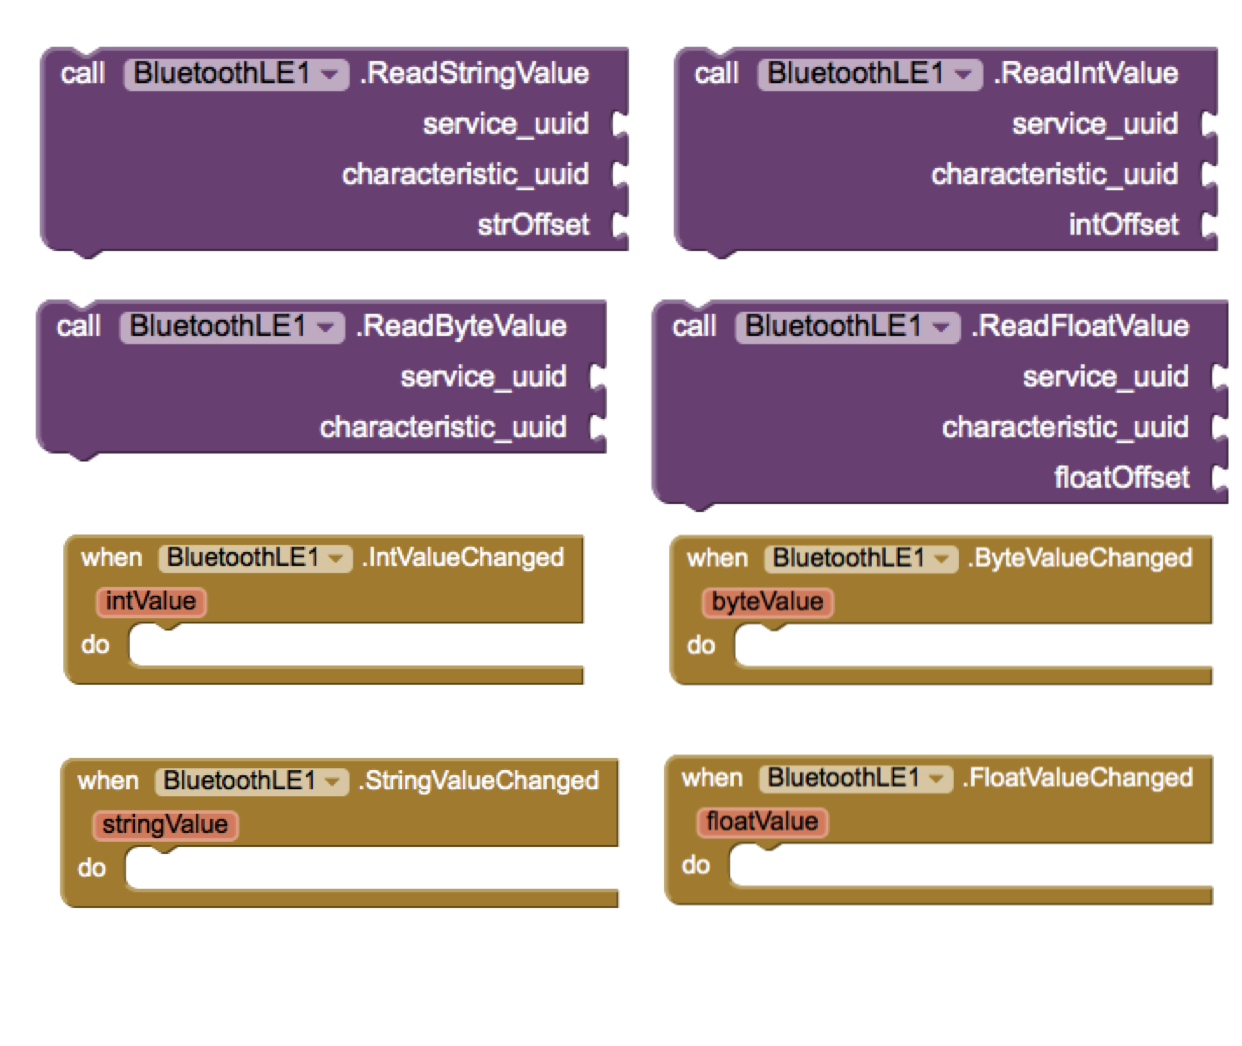 call BluetoothLE1 .ReadStringValue
service_uuid
characteristic_uuid
strOffset
call BluetoothLE1 .ReadIntValue
service_uuid
characteristic_uuid
intOffset
call BluetoothLE1 .ReadByteValue
service_uuid
characteristic_uuid
call BluetoothLE1 .ReadFloatValue
service_uuid
characteristic_uuid
floatOffset
when BluetoothLE1 .IntValueChanged
intValue
do
when BluetoothLE1 .ByteValueChanged
byteValue
do
when BluetoothLE1 .StringValueChanged
stringValue
do
when BluetoothLE1 .FloatValueChanged
floatValue
do